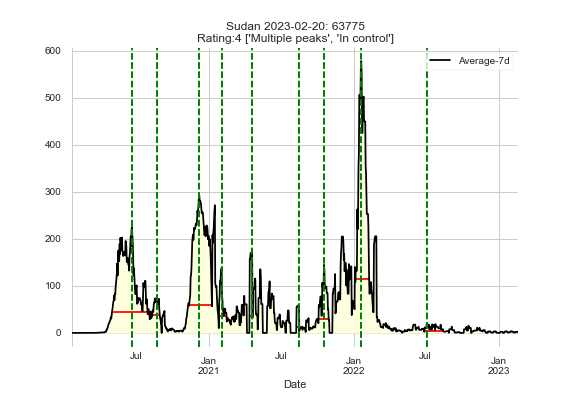 Sudan 2023-02-20: 63775
Rating:4 ['Multiple peaks', 'In control']
Average-7d
600
500
400
300
200
100
0
Jul
Jan
2021
Jul
Jan
2022
Jul
Jan
2023
Date